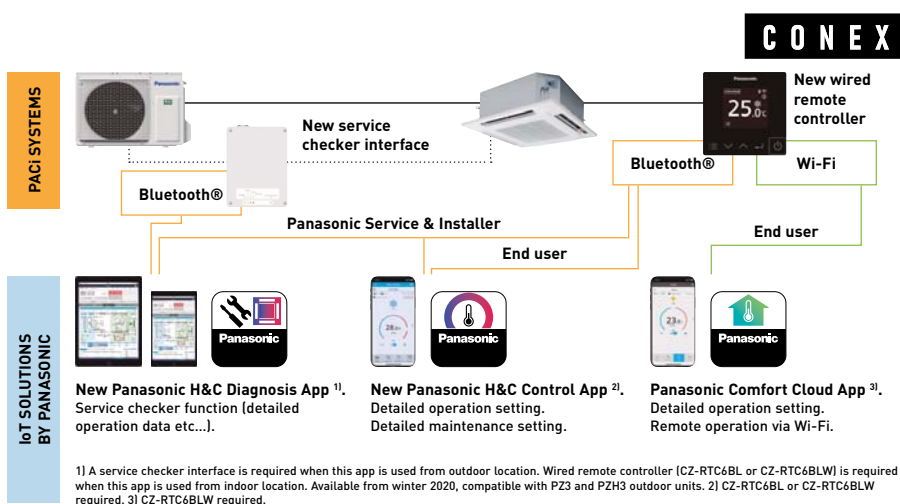 CONEX
PACi SYSTEMS
Panasonic
New service
checker interface
Panasonic
25.0c
New wired
remote
controller
Bluetooth®
Bluetooth®
Wi-Fi
Panasonic Service & Installer
End user
End user
IoT SOLUTIONS
BY PANASONIC
Panasonic
28.0
Panasonic
23.
Panasonic
New Panasonic H&C Diagnosis App 1).
Service checker function (detailed
operation data etc...).
New Panasonic H&C Control App 2).
Detailed operation setting.
Detailed maintenance setting.
Panasonic Comfort Cloud App 3).
Detailed operation setting.
Remote operation via Wi-Fi.
1) A service checker interface is required when this app is used from outdoor location. Wired remote controller (CZ-RTC6BL or CZ-RTC6BLW) is required
when this app is used from indoor location. Available from winter 2020, compatible with PZ3 and PZH3 outdoor units. 2) CZ-RTC6BL or CZ-RTC6BLW
required. 3) CZ-RTC6BLW required.